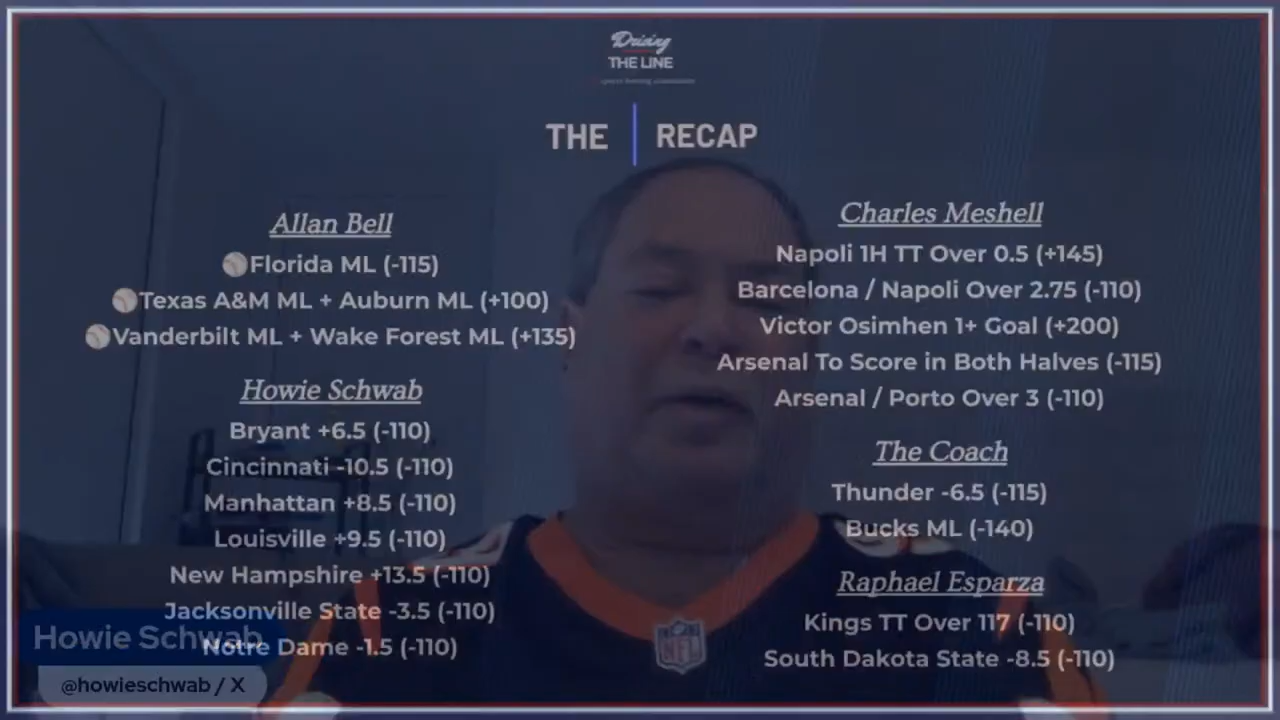 Driving
THE LINE
THE | RECAP
Allan Bell
⚾Florida ML (-115)
⚾Texas A&M ML + Auburn ML (+100)
⚾Vanderbilt ML + Wake Forest ML (+135)
Howie Schwab
Bryant +6.5 (-110)
Cincinnati -10.5 (-110)
Manhattan +8.5 (-110)
Louisville +9.5 (-110)
New Hampshire +13.5 (-110)
Jacksonville State -3.5 (-110)
Notre Dame -1.5 (-110)
Charles Meshell
Napoli 1H TT Over 0.5 (+145)
Barcelona / Napoli Over 2.75 (-110)
Victor Osimhen 1+ Goal (+200)
Arsenal To Score in Both Halves (-115)
Arsenal / Porto Over 3 (-110)
The Coach
Thunder -6.5 (-115)
Bucks ML (-140)
Raphael Esparza
Kings TT Over 117 (-110)
South Dakota State -8.5 (-110)
Howie Schwab
@howieschwab / X
NFL